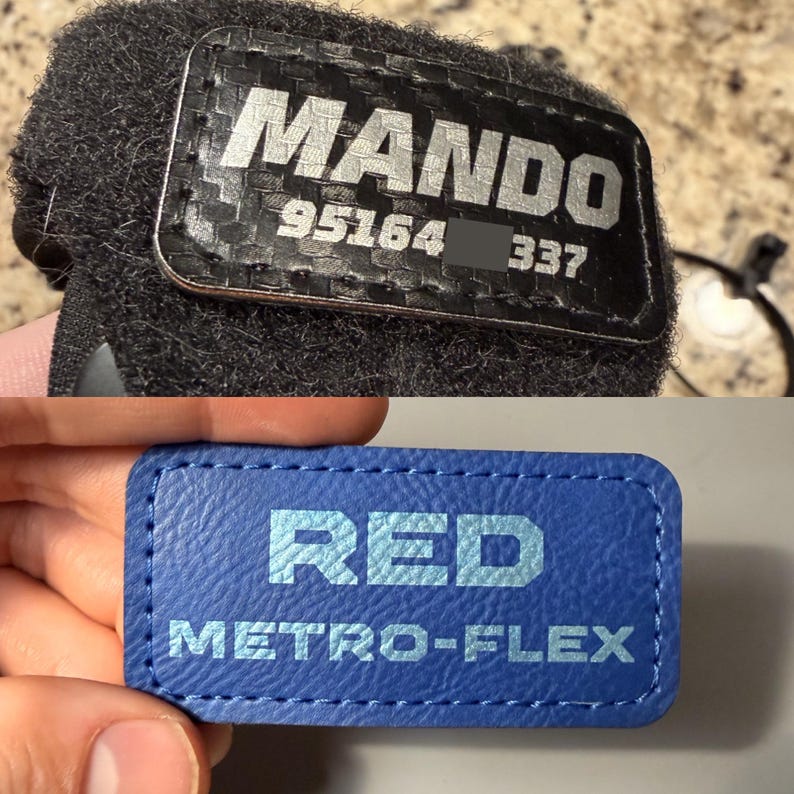 MANDO
95164 337
RED
METRO-FLEX